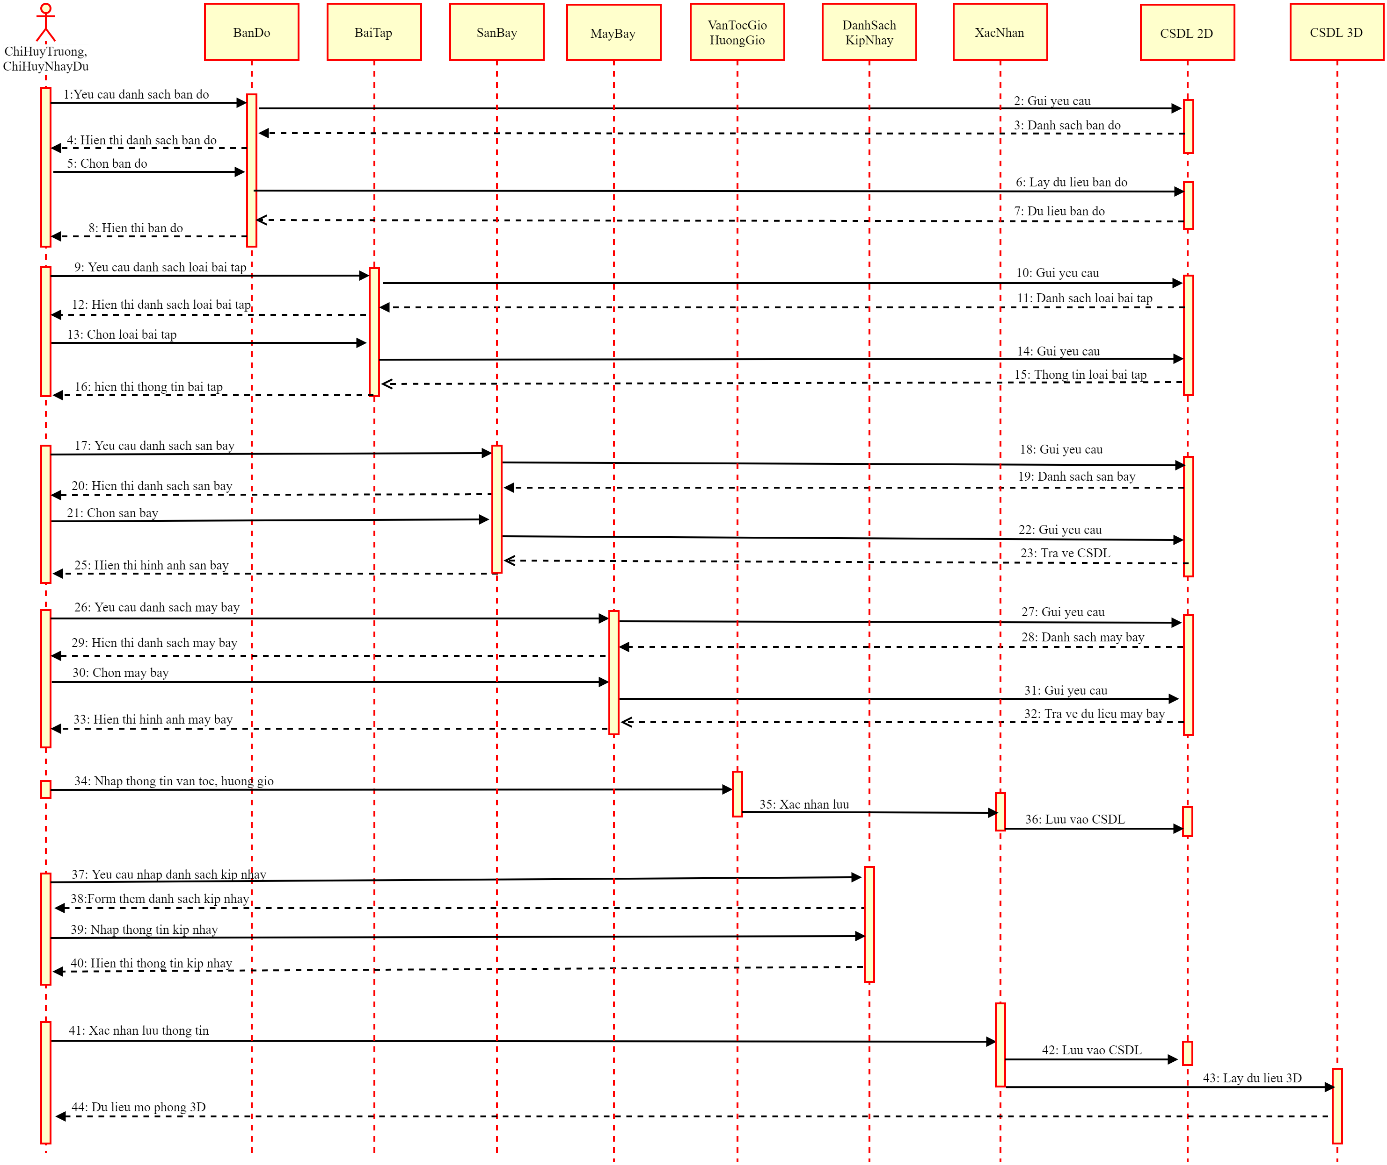 ChiHuyTruong,
ChiHuyNhayDu
BanDo
BaiTap
SanBay
MayBay
VanTocGio
HuongGio
DanhSach
KipNhay
XacNhan
CSDL 2D
CSDL 3D
1:Yeu cau danh sach ban do
2: Gui yeu cau
3: Danh sach ban do
4: Hien thi danh sach ban do
5: Chon ban do
6: Lay du lieu ban do
7: Du lieu ban do
8: Hien thi ban do
9: Yeu cau danh sach loai bai tap
10: Gui yeu cau
11: Danh sach loai bai tap
12: Hien thi danh sach loai bai tap
13: Chon loai bai tap
14: Gui yeu cau
15: Thong tin loai bai tap
16: hien thi thong tin bai tap
17: Yeu cau danh sach san bay
18: Gui yeu cau
19: Danh sach san bay
20: Hien thi danh sach san bay
21: Chon san bay
22: Gui yeu cau
23: Tra ve CSDL
25: Hien thi hinh anh san bay
26: Yeu cau danh sach may bay
27: Gui yeu cau
28: Danh sach may bay
29: Hien thi danh sach may bay
30: Chon may bay
31: Gui yeu cau
32: Tra ve du lieu may bay
33: Hien thi hinh anh may bay
34: Nhap thong tin van toc, huong gio
35: Xac nhan luu
36: Luu vao CSDL
37: Yeu cau nhap danh sach kip nhay
38:Form them danh sach kip nhay
39: Nhap thong tin kip nhay
40: Hien thi thong tin kip nhay
41: Xac nhan luu thong tin
42: Luu vao CSDL
43: Lay du lieu 3D
44: Du lieu mo phong 3D